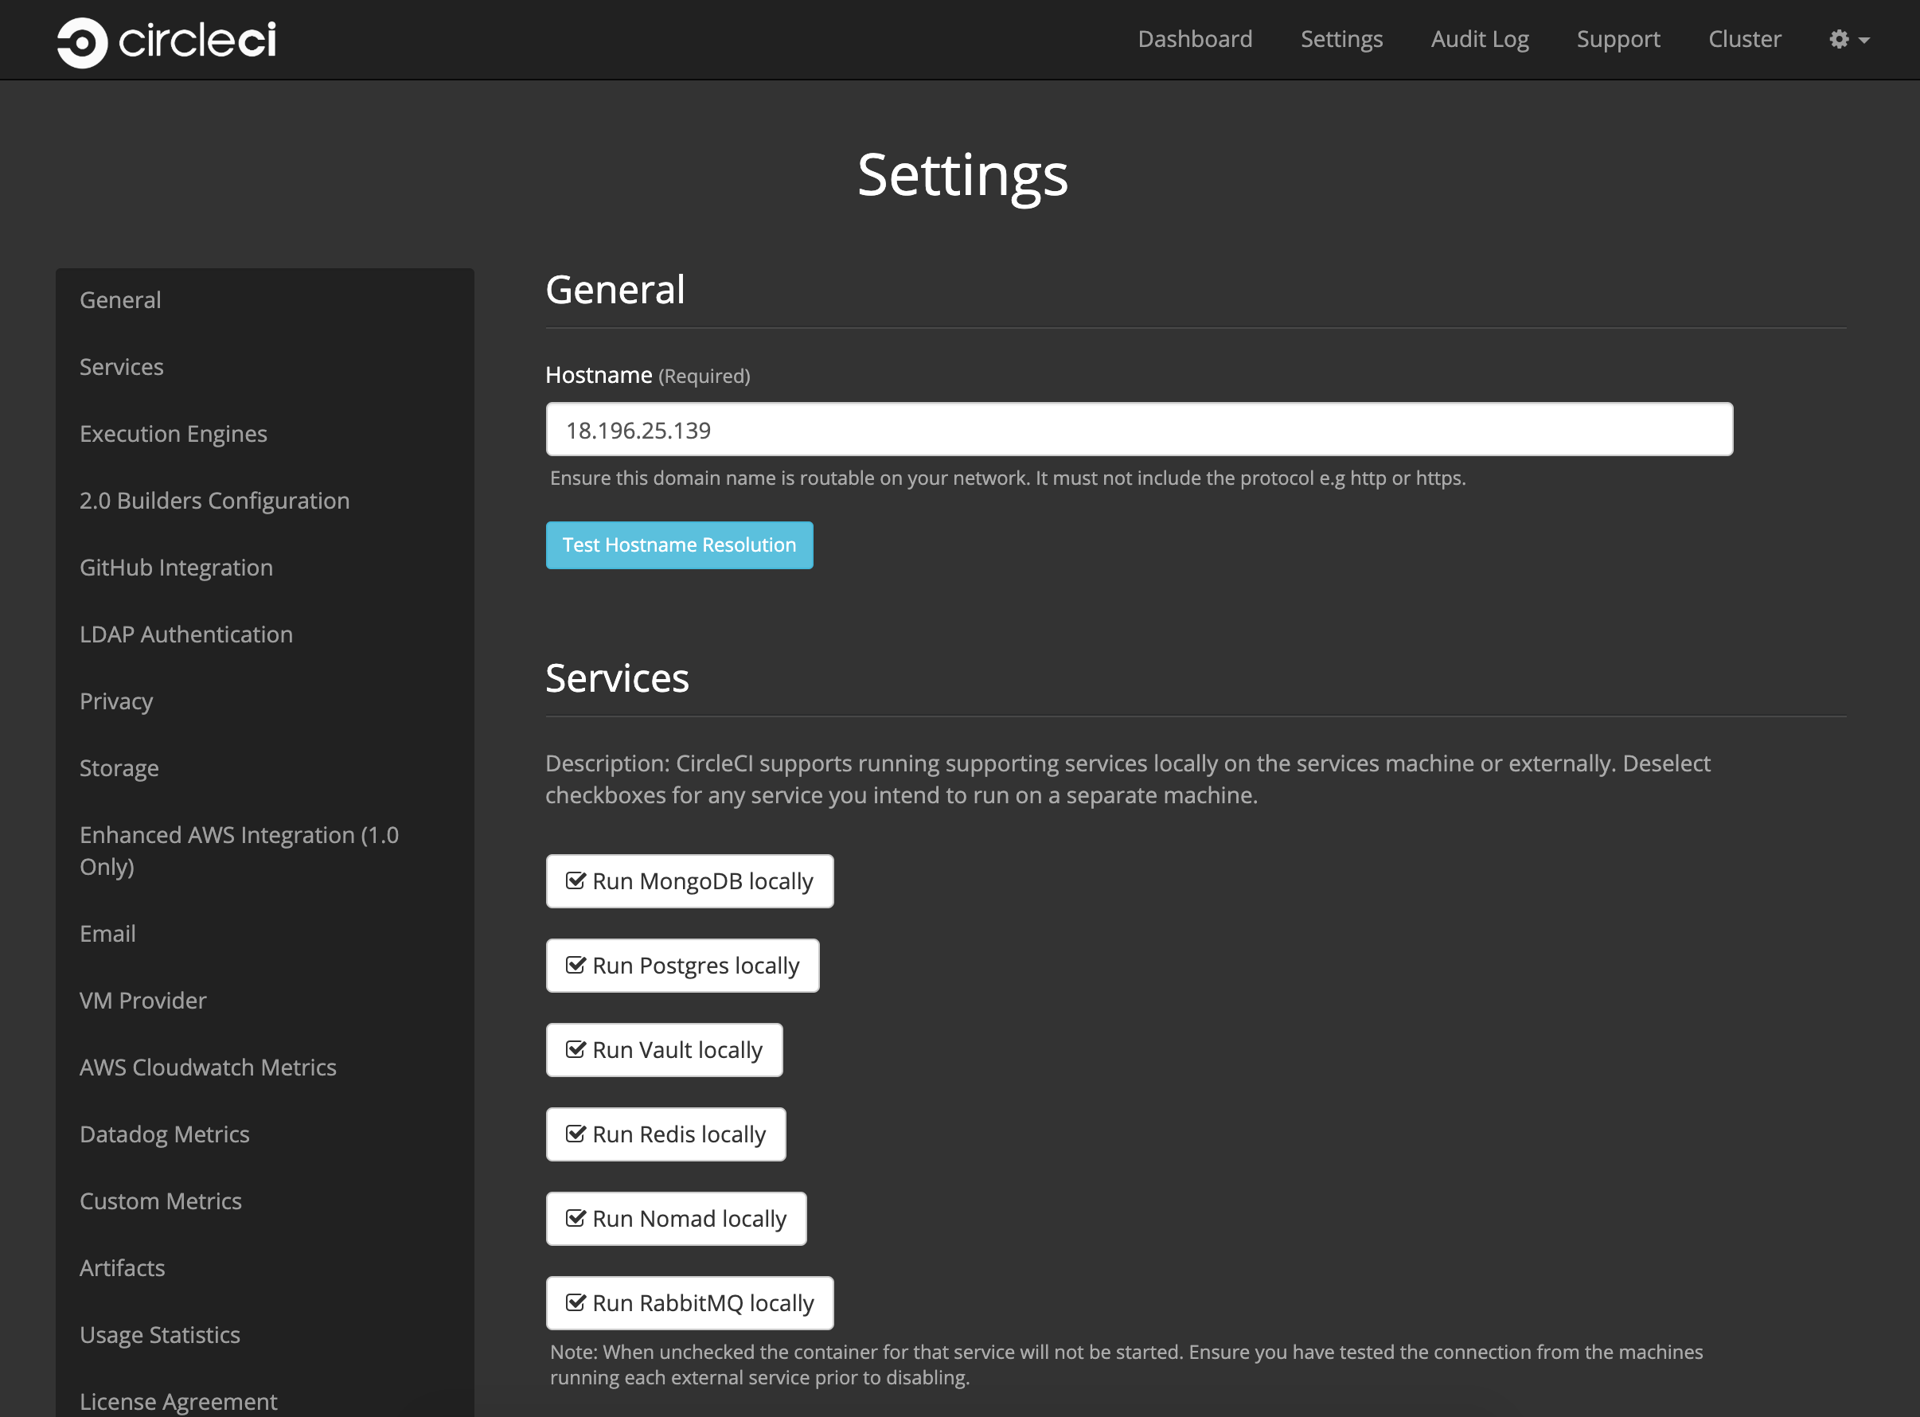 circleci
Dashboard
Settings
Audit Log
Support
Cluster
Settings
General
Services
Execution Engines
2.0 Builders Configuration
GitHub Integration
LDAP Authentication
Privacy
Storage
Enhanced AWS Integration (1.0
Only)
Email
VM Provider
AWS Cloudwatch Metrics
Datadog Metrics
Custom Metrics
Artifacts
Usage Statistics
License Agreement
General
Hostname (Required)
18.196.25.139
Ensure this domain name is routable on your network. It must not include the protocol e.g http or https.
Test Hostname Resolution
Services
Description: CircleCI supports running supporting services locally on the services machine or externally. Deselect
checkboxes for any service you intend to run on a separate machine.
Run MongoDB locally
Run Postgres locally
Run Vault locally
Run Redis locally
Run Nomad locally
Run RabbitMQ locally
Note: When unchecked the container for that service will not be started. Ensure you have tested the connection from the machines
running each external service prior to disabling.